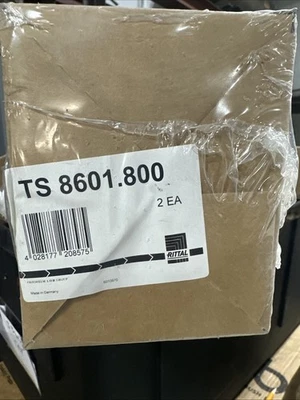 TS 8601.800
2 EA
4 028177 208575
RITTAL
Made in Germany